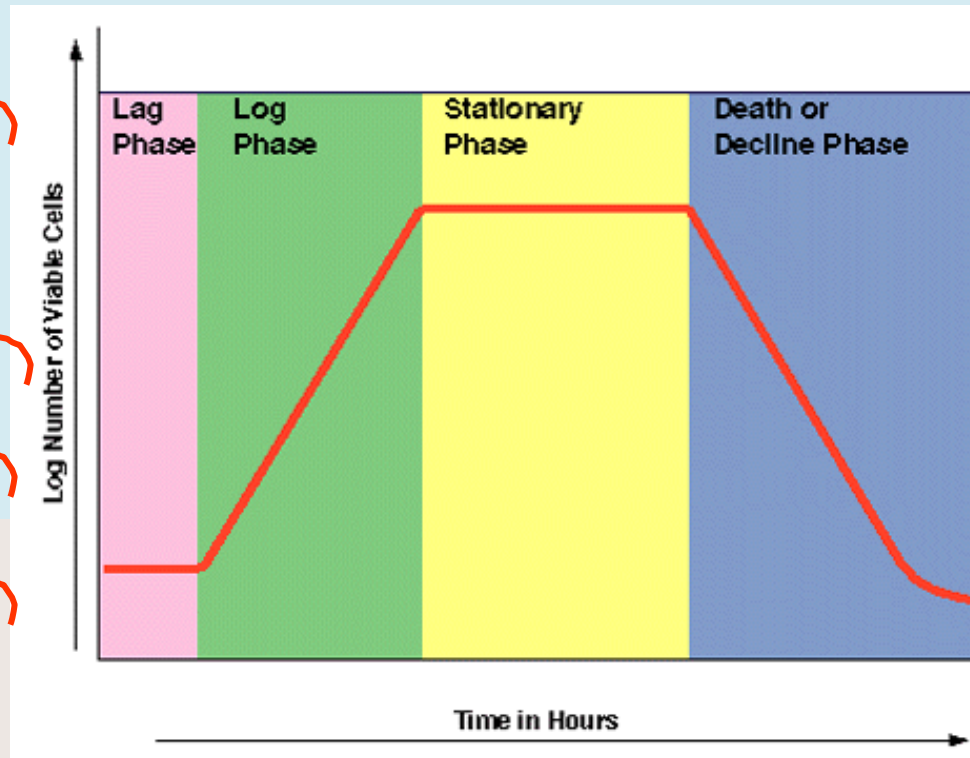 Lag
Phase
Log
Phase
Stationary
Phase
Death or
Decline Phase
Log Number of Viable Cells
Time in Hours